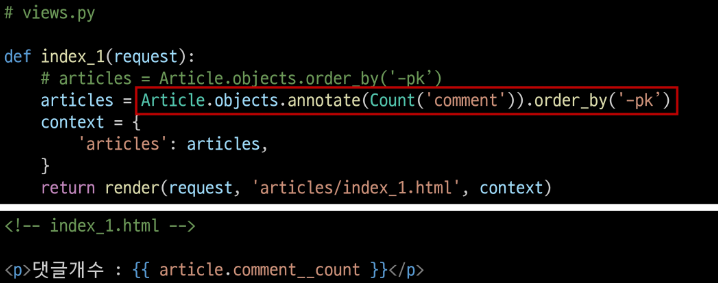 # views.py
def index_1(request):
# articles = Article.objects.order_by('-pk’)
articles = Article.objects.annotate(Count('comment')).order_by('-pk’)
context = {
'articles': articles,
}
return render(request, 'articles/index_1.html', context)
<!-- index_1.html -->
<p>댓글개수 : {{ article.comment__count }}</p>